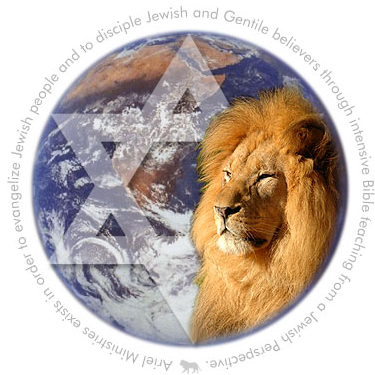 Ariel Ministries exists in order to evangelize Jewish people and to disciple Jewish and Gentile believers through intensive Bible teaching from a Jewish Perspective.